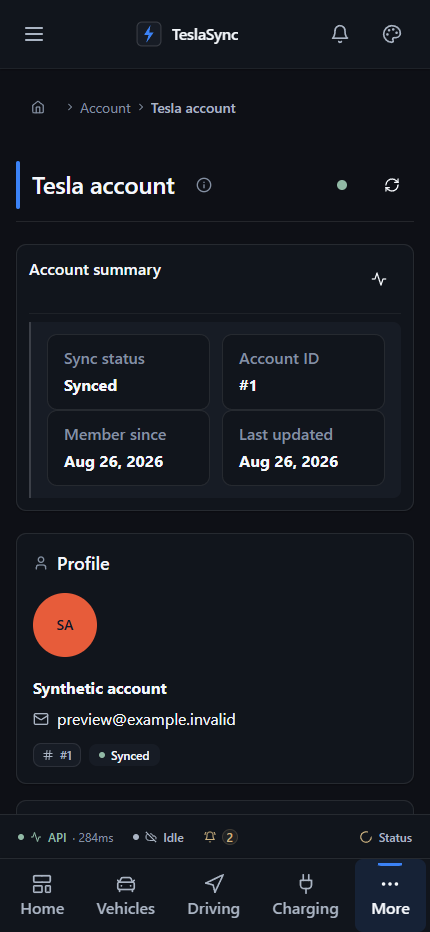 TeslaSync
Account > Tesla account
Tesla account
Account summary
Sync status
Synced
Account ID
#1
Member since
Aug 26, 2026
Last updated
Aug 26, 2026
Profile
SA
Synthetic account
preview@example.invalid
# #1
Synced
API · 284ms
Idle
2
Status
Home
Vehicles
Driving
Charging
More